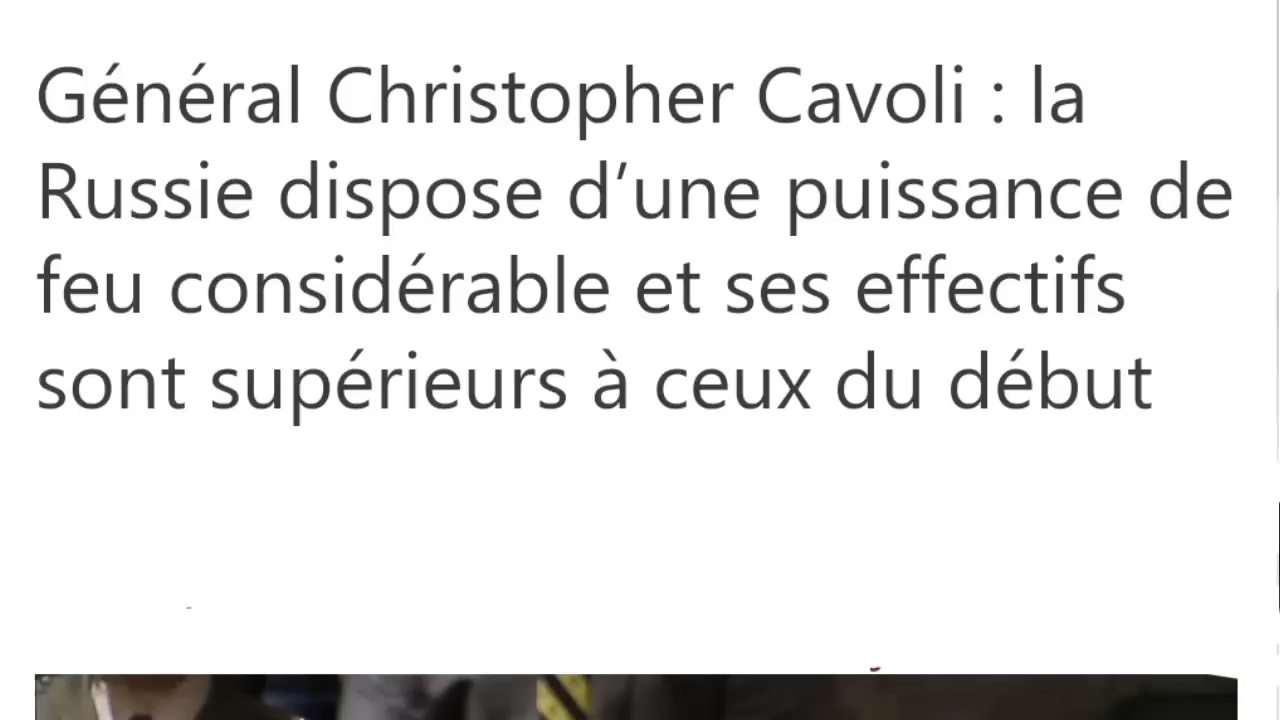 Général Christopher Cavoli : la
Russie dispose d’une puissance de
feu considérable et ses effectifs
sont supérieurs à ceux du début